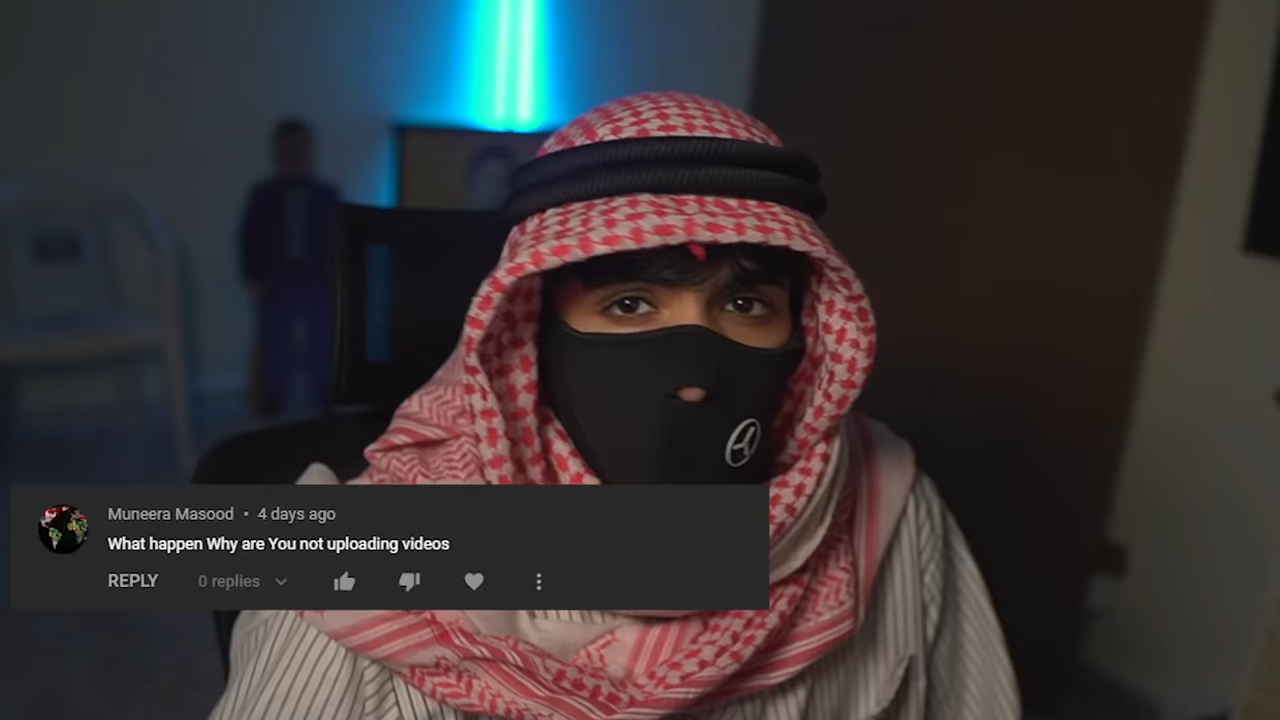 Muneera Masood • 4 days ago
What happen Why are You not uploading videos
REPLY 0 replies